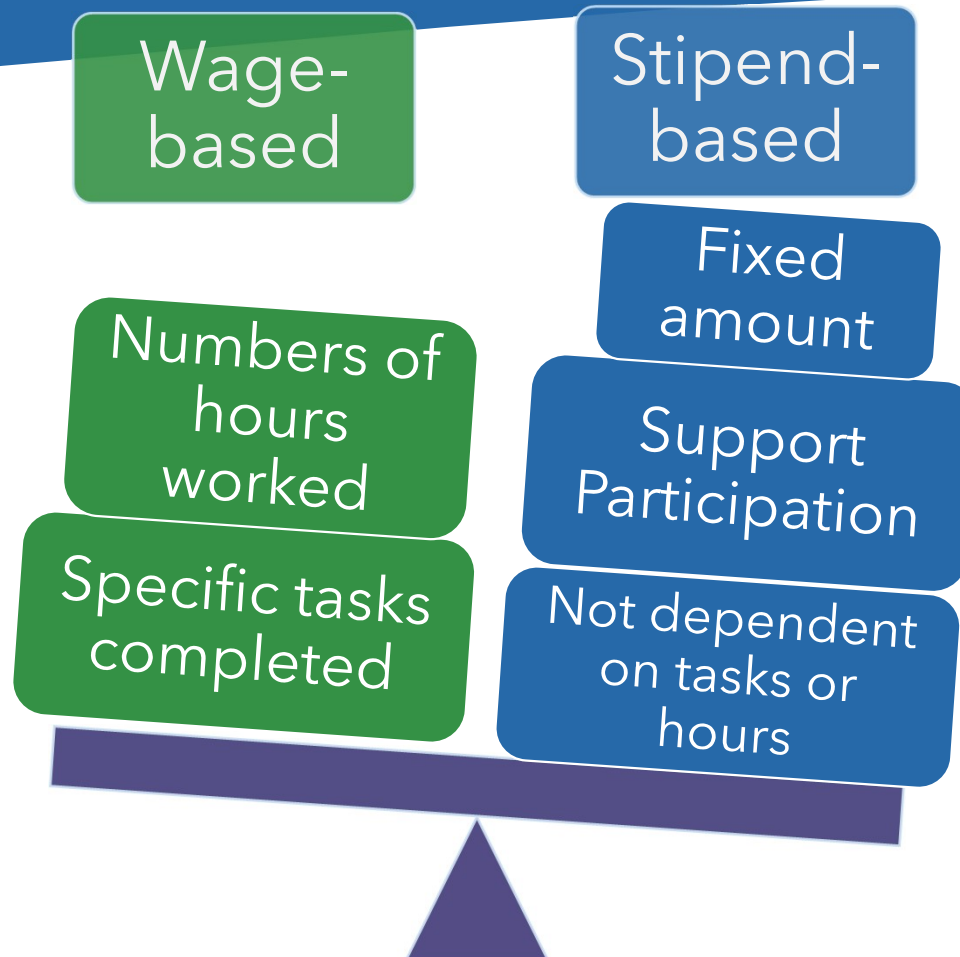 Wage-
based
Numbers of
hours
worked
Specific tasks
completed
Stipend-
based
Fixed
amount
Support
Participation
Not dependent
on tasks or
hours